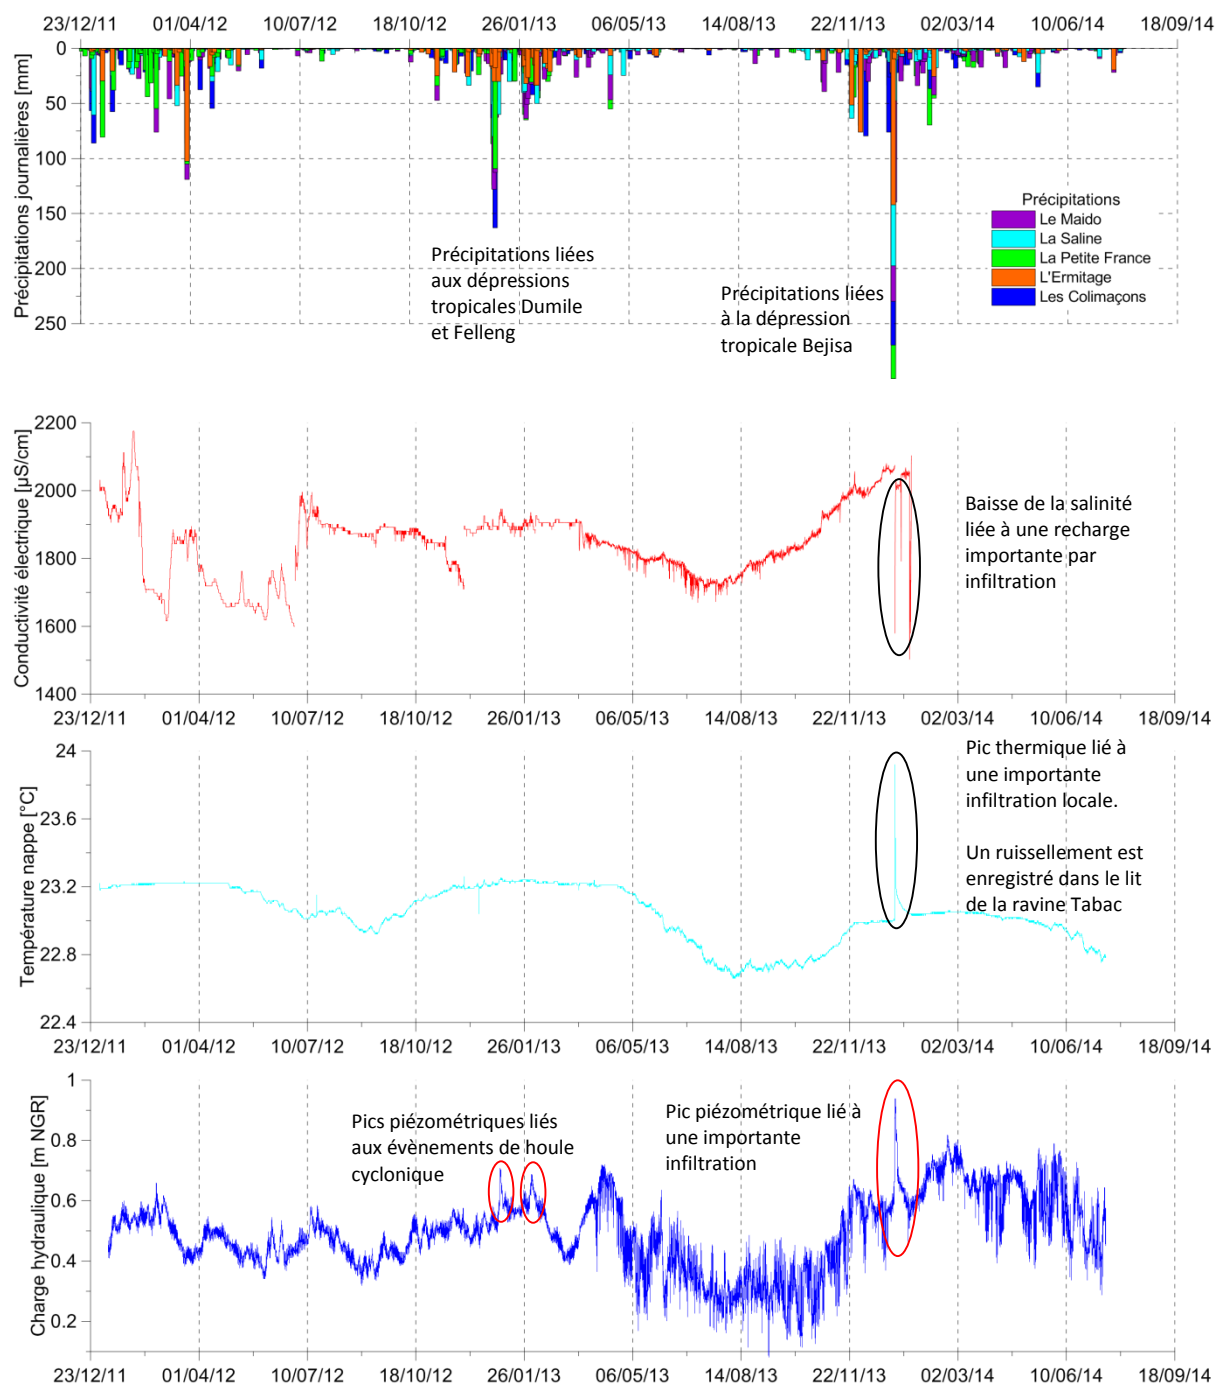 23/12/11 01/04/12 10/07/12 18/10/12 26/01/13 06/05/13 14/08/13 22/11/13 02/03/14 10/06/14 18/09/14
Précipitations journalières [mm]
0
50
100
150
200
250
Précipitations
Le Maido
La Saline
La Petite France
L'Ermitage
Les Colimaçons
Précipitations liées
aux dépressions
tropicales Dumile
et Felleng
Précipitations liées
à la dépression
tropicale Bejisa
Conductivité électrique [µS/cm]
2200
2000
1800
1600
1400
Baisse de la salinité
liée à une recharge
importante par
infiltration
23/12/11 01/04/12 10/07/12 18/10/12 26/01/13 06/05/13 14/08/13 22/11/13 02/03/14 10/06/14 18/09/14
Température nappe [°C]
24
23.6
23.2
22.8
22.4
Pic thermique lié à
une importante
infiltration locale.
Un ruissellement est
enregistré dans le lit
de la ravine Tabac
23/12/11 01/04/12 10/07/12 18/10/12 26/01/13 06/05/13 14/08/13 22/11/13 02/03/14 10/06/14 18/09/14
Charge hydraulique [m NGR]
1
0.8
0.6
0.4
0.2
Pics piézométriques liés
aux évènements de houle
cyclonique
Pic piézométrique lié à
une importante
infiltration
23/12/11 01/04/12 10/07/12 18/10/12 26/01/13 06/05/13 14/08/13 22/11/13 02/03/14 10/06/14 18/09/14